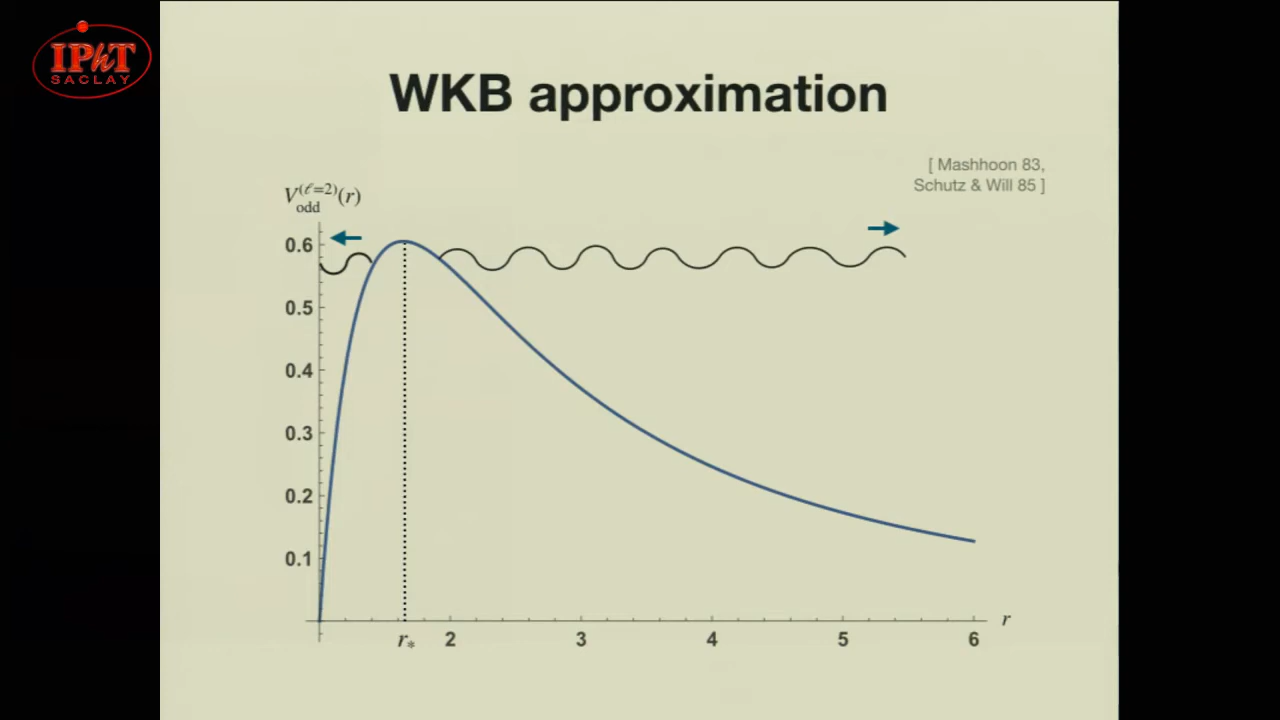 IPhT
SACLAY
WKB approximation
[ Mashhoon 83,
Schutz & Will 85 ]
V_odd^(ℓ=2)(r)
0.6
0.5
0.4
0.3
0.2
0.1
r
r* 2 3 4 5 6